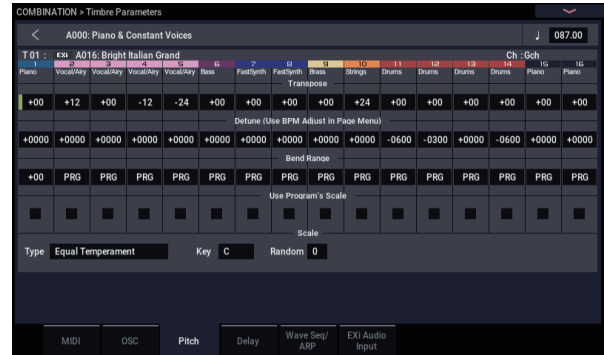 COMBINATION > Timbre Parameters
A000: Piano & Constant Voices ♩ 087.00
T 01 : EXi A016: Bright Italian Grand Ch : Gch
1 2 3 4 5 6 7 8 9 10 11 12 13 14 15 16
Piano Vocal/Airy Vocal/Airy Vocal/Airy Vocal/Airy Bass FastSynth FastSynth Brass Strings Drums Drums Drums Drums Piano Piano
Transpose
+00 +12 +00 -12 -24 +00 +00 +00 +00 +24 +00 +00 +00 +00 +00 +00
Detune (Use BPM Adjust in Page Menu)
+0000 +0000 +0000 +0000 +0000 +0000 +0000 +0000 +0000 +0000 -0600 -0300 +0000 -0600 +0000 +0000
Bend Range
+00 PRG PRG PRG PRG PRG PRG PRG PRG PRG PRG PRG PRG PRG PRG PRG
Use Program's Scale
Scale
Type Equal Temperament Key C Random 0
MIDI OSC Pitch Delay Wave Seq/ EXi Audio
ARP Input